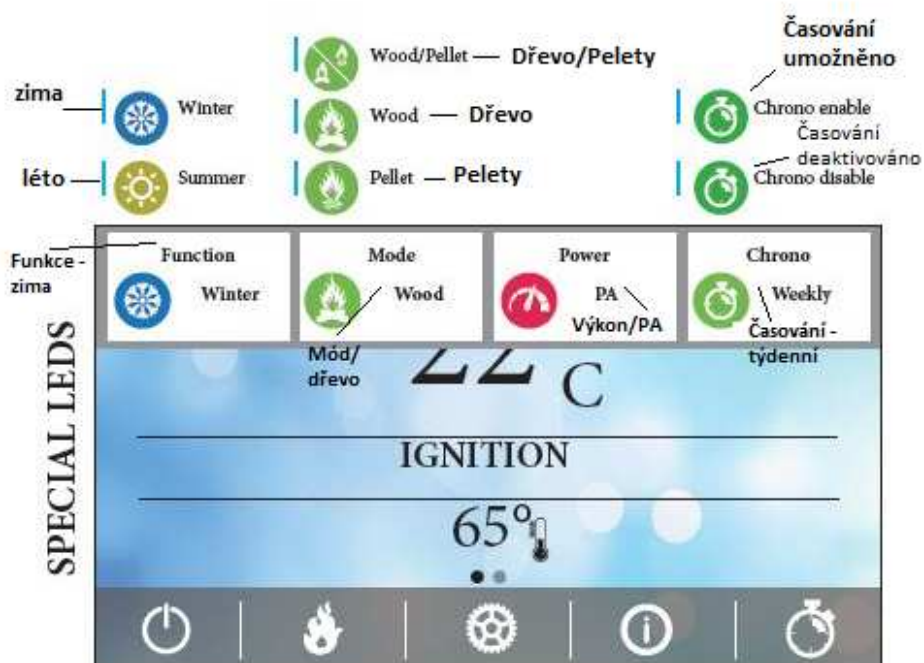 Časování
umožněno
Wood/Pellet Dřevo/Pelety
zima
Winter
Wood Dřevo
Chrono enable
Časování
deaktivováno
léto
Summer
Pellet Pelety
Chrono disable
Funkce -
zima
Function
Winter
Mode
Wood
Mód/
dřevo
Power
PA
Výkon/PA
Chrono
Weekly
Časování -
týdenní
SPECIAL LEDS
22 C
IGNITION
65°